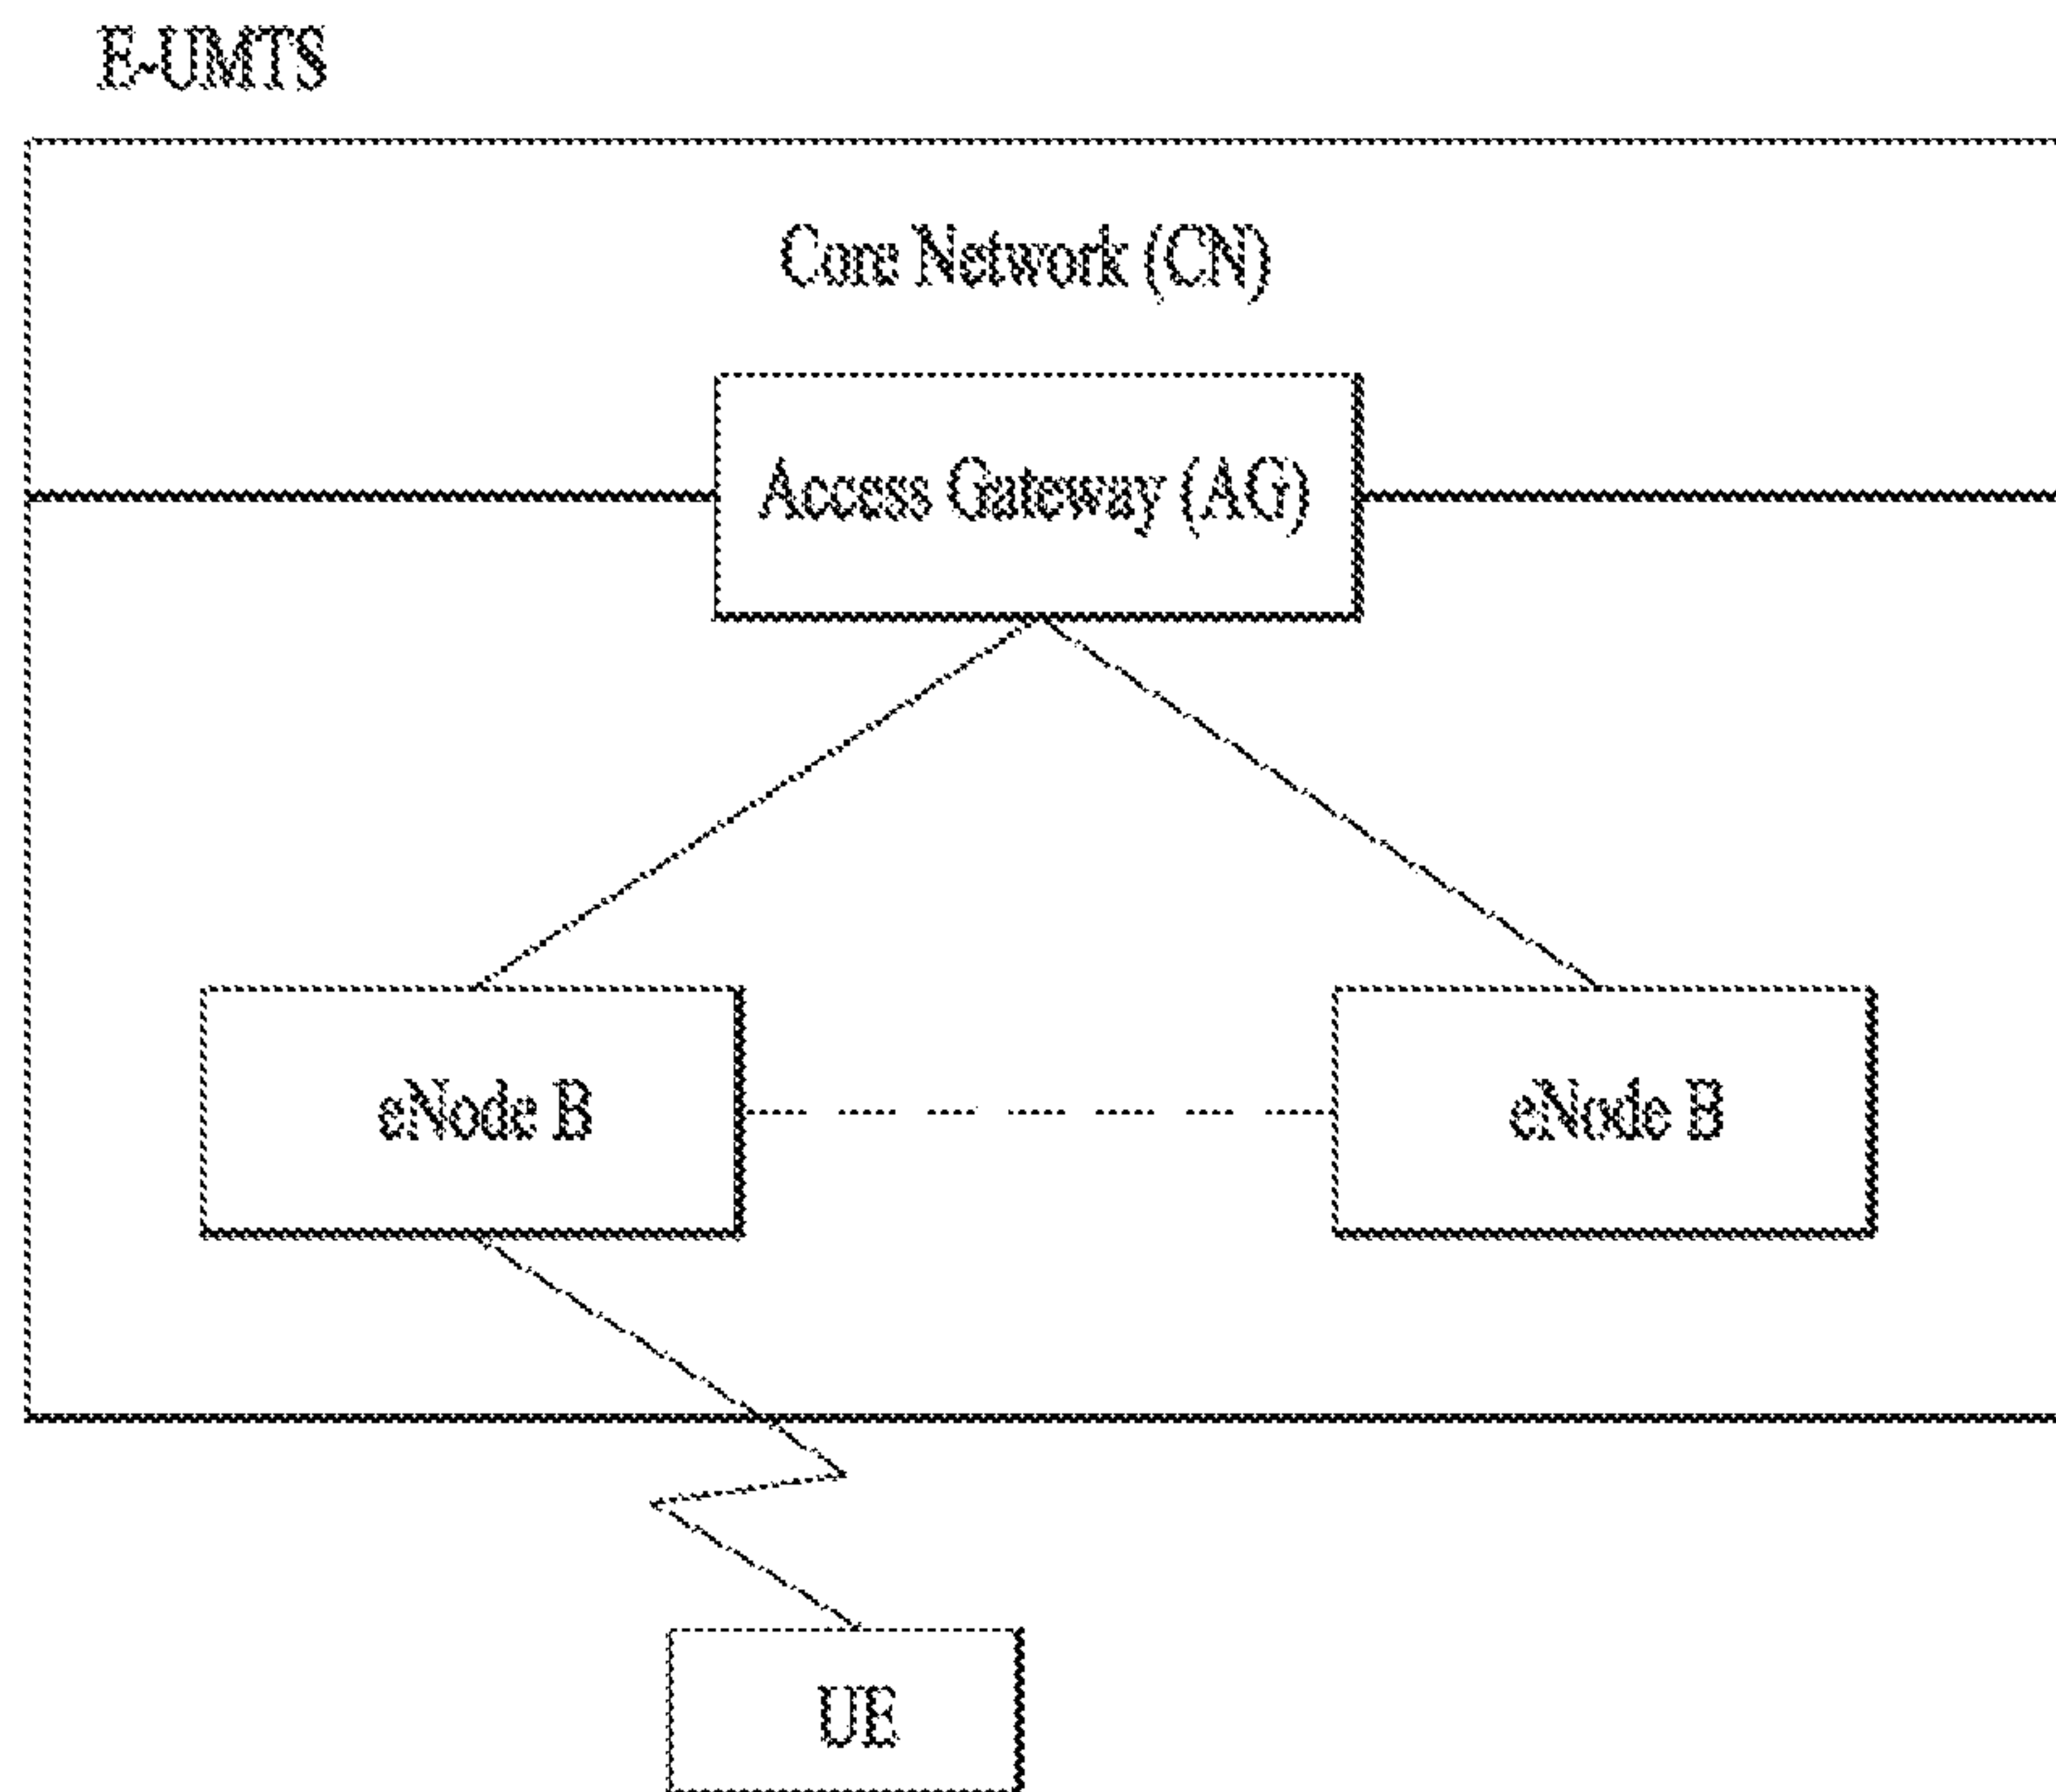 E-UMTS
Core Network (CN)
Access Gateway (AG)
eNode B
eNode B
UE